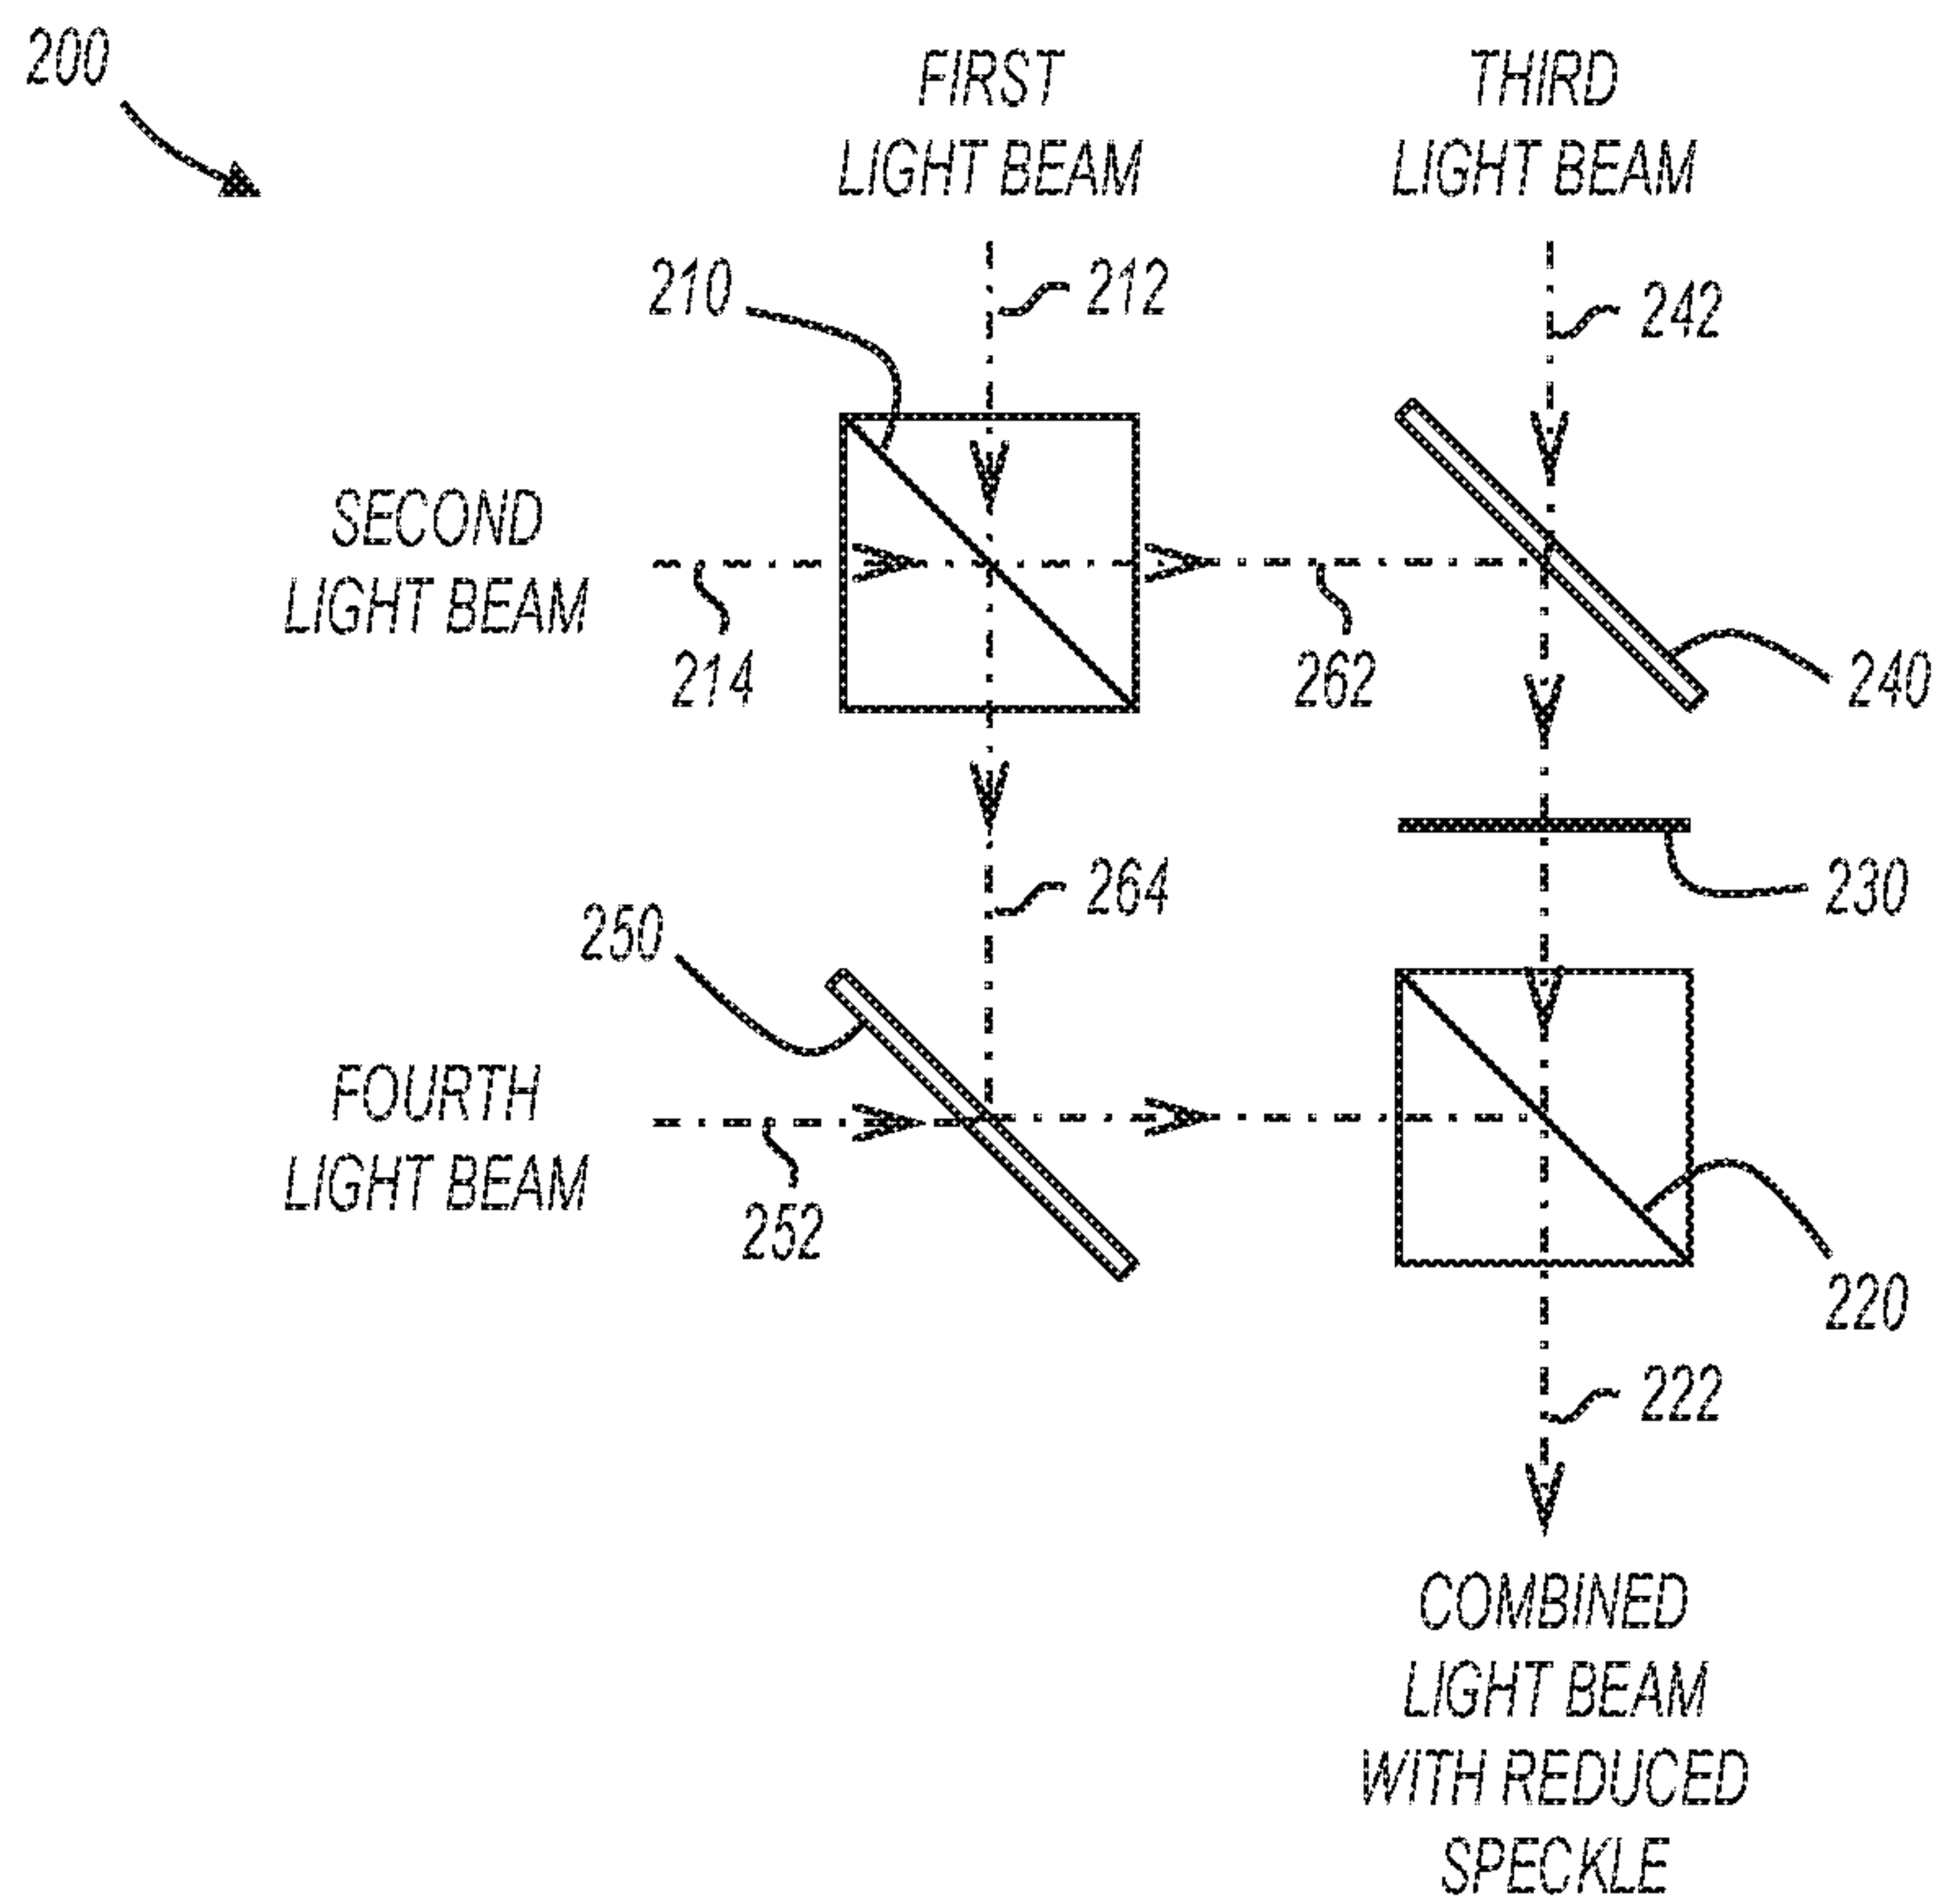 200
FIRST
LIGHT BEAM
THIRD
LIGHT BEAM
210
212
242
SECOND
LIGHT BEAM
214
262
240
264
230
250
FOURTH
LIGHT BEAM
252
220
222
COMBINED
LIGHT BEAM
WITH REDUCED
SPECKLE